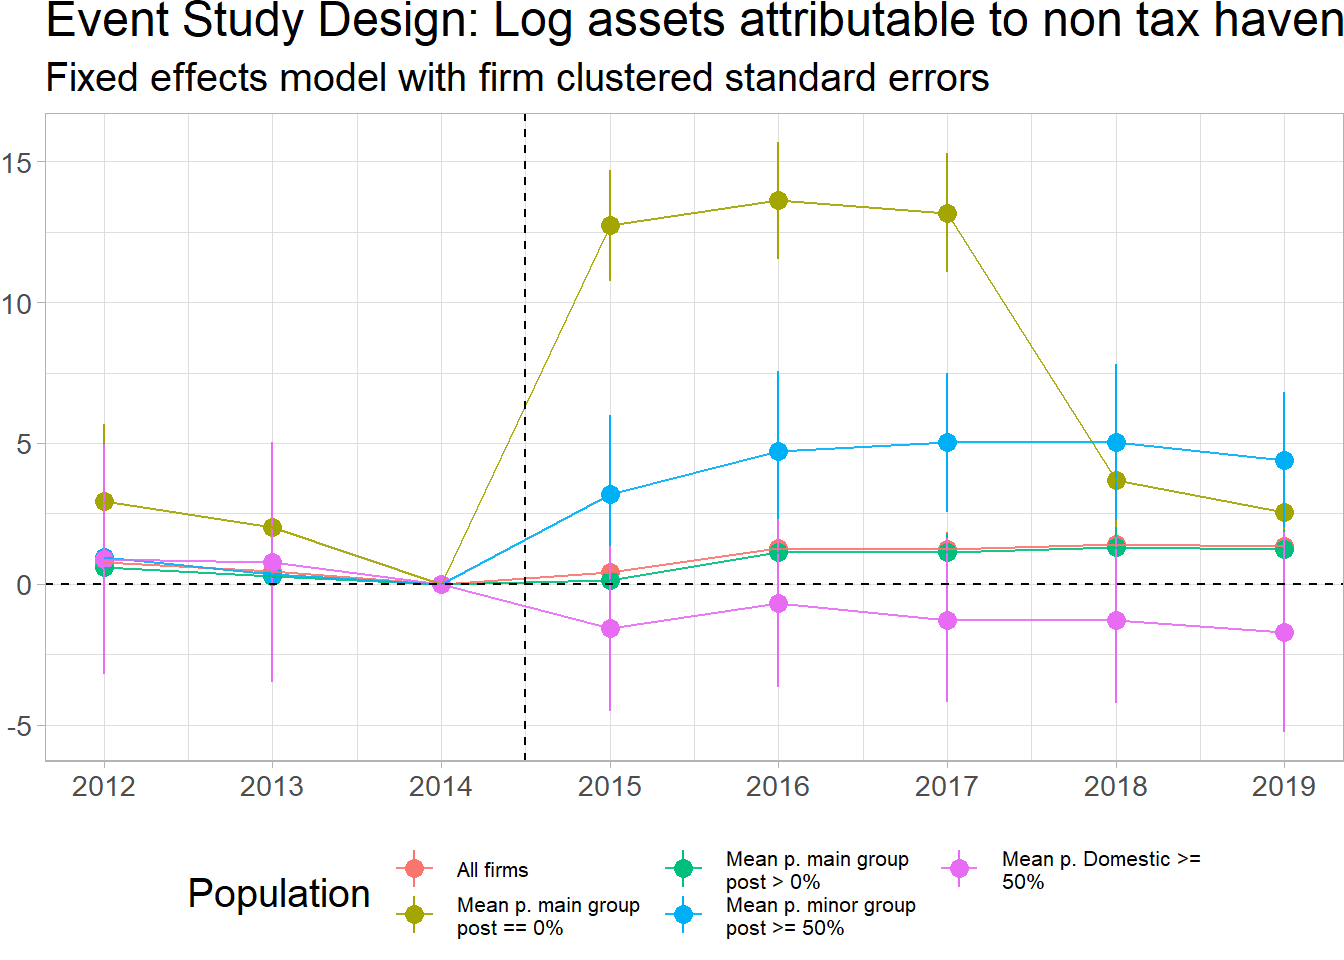 Event Study Design: Log assets attributable to non tax haven
Fixed effects model with firm clustered standard errors
15
10
5
0
-5
2012 2013 2014 2015 2016 2017 2018 2019
Population
All firms
Mean p. main group
post == 0%
Mean p. main group
post > 0%
Mean p. minor group
post >= 50%
Mean p. Domestic >=
50%